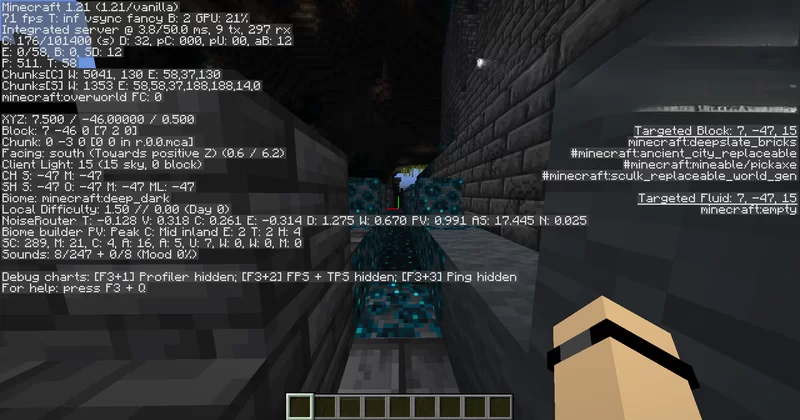 Minecraft 1.21 (1.21/vanilla)
71 fps T: inf vsync fancy B: 2 GPU: 21%
Integrated server @ 3.8/50.0 ms, 9 tx, 297 rx
C: 176/101400 (s) D: 32, pC: 000, pU: 00, aB: 12
E: 0/58, B: 0, SD: 12
P: 511. T: 58
Chunks[C] W: 5041, 130 E: 58,37,130
Chunks[S] W: 1353 E: 58,58,37,188,188,14,0
minecraft:overworld FC: 0
XYZ: 7.500 / -46.00000 / 0.500
Block: 7 -46 0 [7 2 0]
Chunk: 0 -3 0 [0 0 in r.0.0.mca]
Facing: south (Towards positive Z) (0.6 / 6.2)
Client Light: 15 (15 sky, 0 block)
CH S: -47 M: -47
SH S: -47 O: -47 M: -47 ML: -47
Biome: minecraft:deep_dark
Local Difficulty: 1.50 // 0.00 (Day 0)
NoiseRouter T: -0.128 V: 0.318 C: 0.261 E: -0.314 D: 1.275 W: 0.670 PV: 0.991 AS: 17.445 N: 0.025
Biome builder PV: Peak C: Mid inland E: 2 T: 2 H: 4
SC: 289, M: 21, C: 4, A: 16, A: 5, U: 7, W: 0, W: 0, M: 0
Sounds: 8/247 + 0/8 (Mood 0%)
Debug charts: [F3+1] Profiler hidden; [F3+2] FPS + TPS hidden; [F3+3] Ping hidden
For help: press F3 + Q
Targeted Block: 7, -47, 15
minecraft:deepslate_bricks
#minecraft:ancient_city_replaceable
#minecraft:mineable/pickaxe
#minecraft:sculk_replaceable_world_gen
Targeted Fluid: 7, -47, 15
minecraft:empty